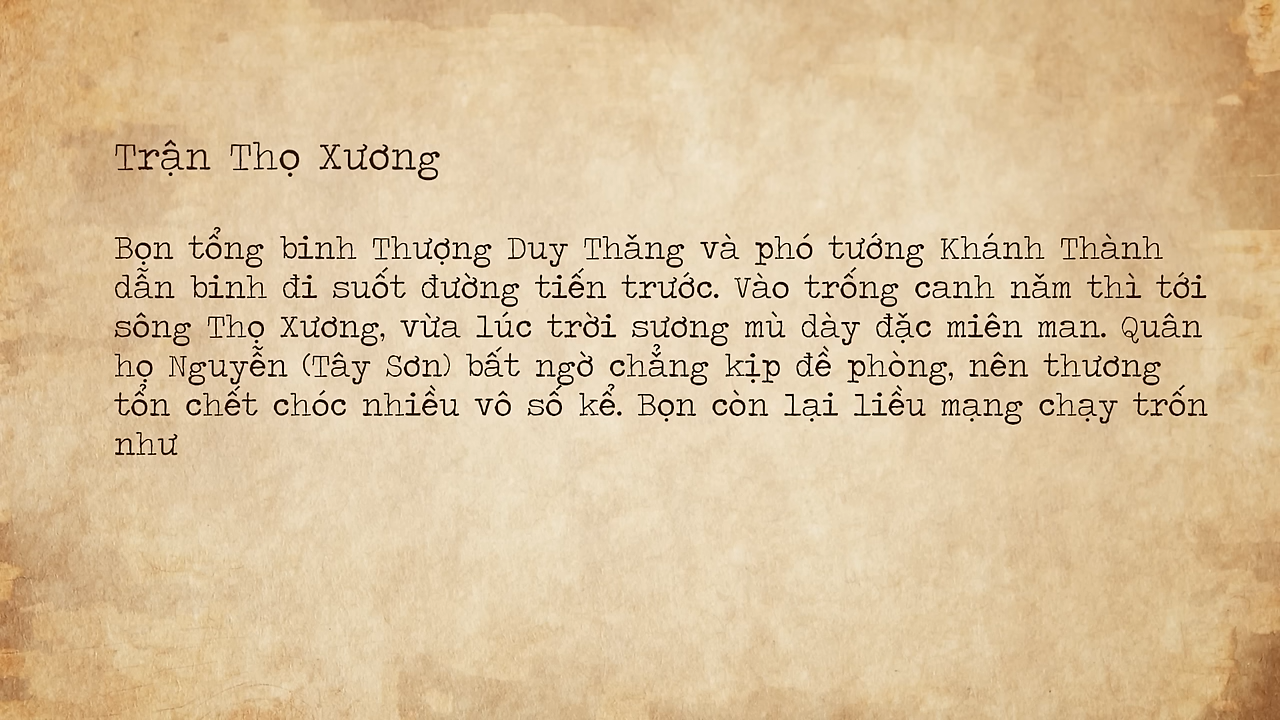 Trận Thọ Xương
Bọn tổng binh Thượng Duy Thăng và phó tướng Khánh Thành
dẫn binh đi suốt đường tiến trước. Vào trống canh năm thì tới
sông Thọ Xương, vừa lúc trời sương mù dày đặc miên man. Quân
họ Nguyễn (Tây Sơn) bất ngờ chẳng kịp đề phòng, nên thương
tổn chết chóc nhiều vô số kể. Bọn còn lại liều mạng chạy trốn
như